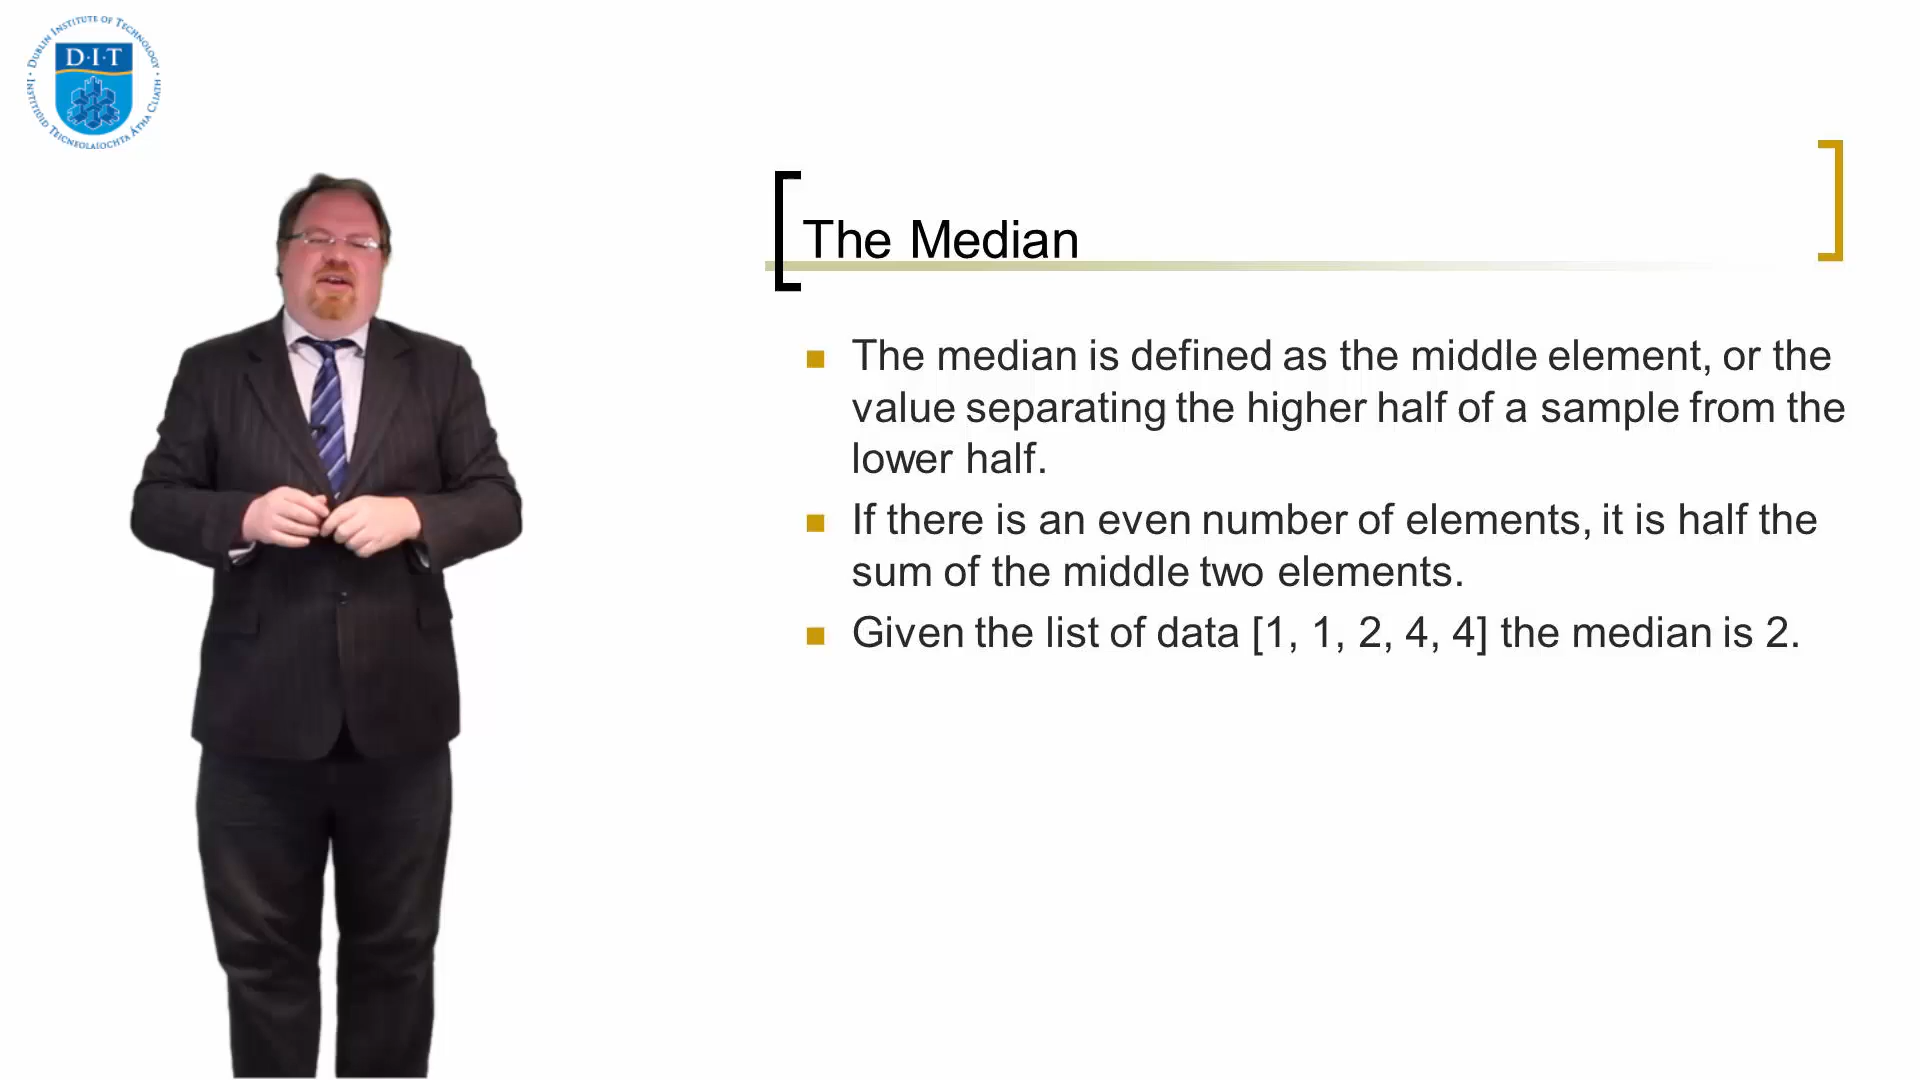 DUBLIN INSTITUTE OF TECHNOLOGY
D·I·T
INSTITIÚID TEICNEOLAÍOCHTA ÁTHA CLIATH
The Median
The median is defined as the middle element, or the
value separating the higher half of a sample from the
lower half.
If there is an even number of elements, it is half the
sum of the middle two elements.
Given the list of data [1, 1, 2, 4, 4] the median is 2.